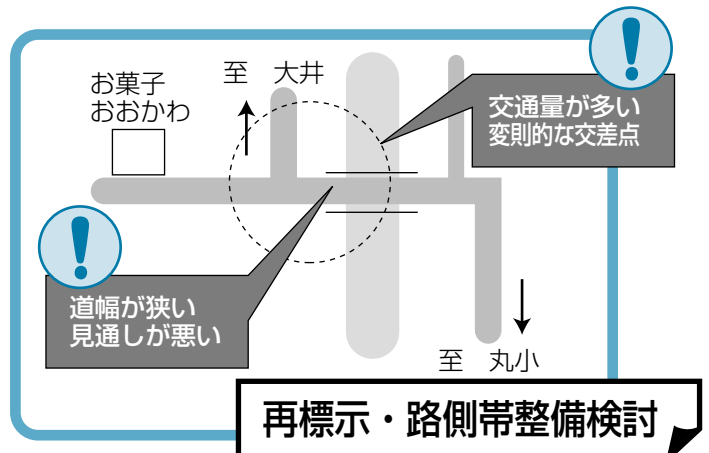 お菓子
おおかわ
至 大井
交通量が多い
変則的な交差点
道幅が狭い
見通しが悪い
至 丸小
再標示・路側帯整備検討